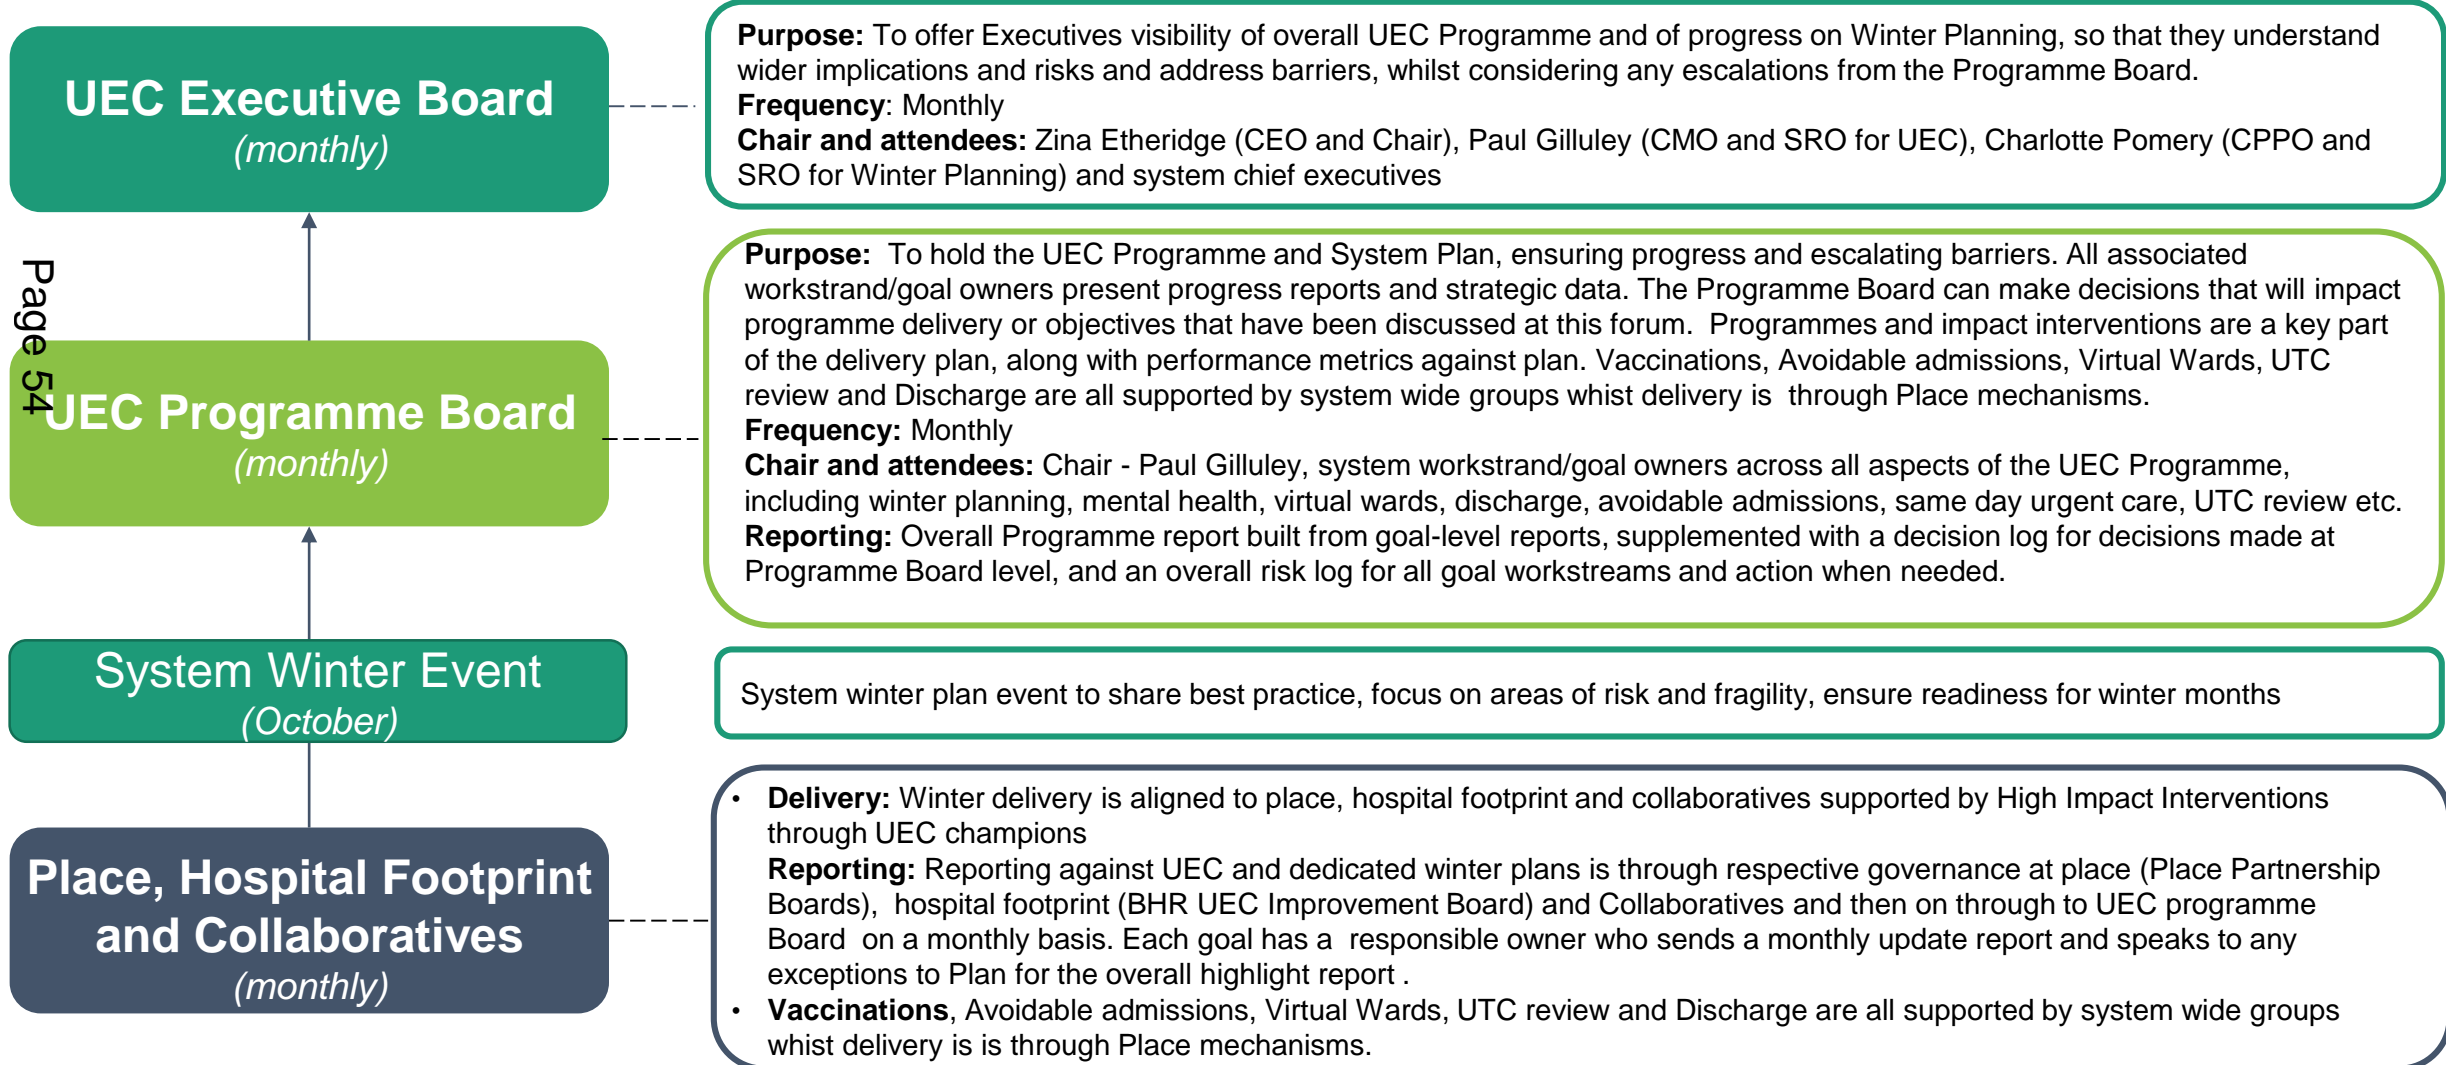 UEC Executive Board
(monthly)
Purpose: To offer Executives visibility of overall UEC Programme and of progress on Winter Planning, so that they understand
wider implications and risks and address barriers, whilst considering any escalations from the Programme Board.
Frequency: Monthly
Chair and attendees: Zina Etheridge (CEO and Chair), Paul Gilluley (CMO and SRO for UEC), Charlotte Pomery (CPPO and
SRO for Winter Planning) and system chief executives
Page 54
UEC Programme Board
(monthly)
Purpose:  To hold the UEC Programme and System Plan, ensuring progress and escalating barriers. All associated
workstrand/goal owners present progress reports and strategic data. The Programme Board can make decisions that will impact
programme delivery or objectives that have been discussed at this forum.  Programmes and impact interventions are a key part
of the delivery plan, along with performance metrics against plan. Vaccinations, Avoidable admissions, Virtual Wards, UTC
review and Discharge are all supported by system wide groups whist delivery is  through Place mechanisms.
Frequency: Monthly
Chair and attendees: Chair - Paul Gilluley, system workstrand/goal owners across all aspects of the UEC Programme,
including winter planning, mental health, virtual wards, discharge, avoidable admissions, same day urgent care, UTC review etc.
Reporting: Overall Programme report built from goal-level reports, supplemented with a decision log for decisions made at
Programme Board level, and an overall risk log for all goal workstreams and action when needed.
System Winter Event
(October)
System winter plan event to share best practice, focus on areas of risk and fragility, ensure readiness for winter months
Place, Hospital Footprint
and Collaboratives
(monthly)
• Delivery: Winter delivery is aligned to place, hospital footprint and collaboratives supported by High Impact Interventions
through UEC champions
Reporting: Reporting against UEC and dedicated winter plans is through respective governance at place (Place Partnership
Boards),  hospital footprint (BHR UEC Improvement Board) and Collaboratives and then on through to UEC programme
Board  on a monthly basis. Each goal has a  responsible owner who sends a monthly update report and speaks to any
exceptions to Plan for the overall highlight report .
• Vaccinations, Avoidable admissions, Virtual Wards, UTC review and Discharge are all supported by system wide groups
whist delivery is is through Place mechanisms.